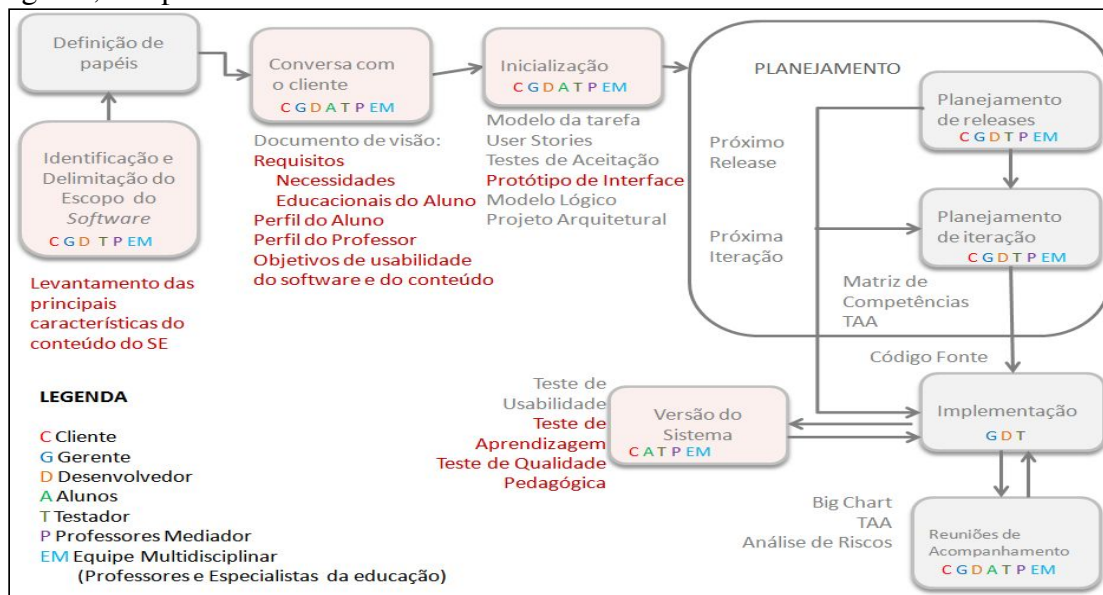 Definição de
papéis
Identificação e
Delimitação do
Escopo do
Software
C G D T P EM
Levantamento das
principais
características do
conteúdo do SE
Conversa com
o cliente
C G D A T P EM
Documento de visão:
Requisitos
Necessidades
Educacionais do Aluno
Perfil do Aluno
Perfil do Professor
Objetivos de usabilidade
do software e do conteúdo
Inicialização
C G D A T P EM
Modelo da tarefa
User Stories
Testes de Aceitação
Protótipo de Interface
Modelo Lógico
Projeto Arquitetural
PLANEJAMENTO
Planejamento
de releases
C G D T P EM
Próximo
Release
Planejamento
de iteração
C G D T P EM
Próxima
Iteração
Matriz de
Competências
TAA
Código Fonte
Implementação
G D T
Teste de
Usabilidade
Teste de
Aprendizagem
Teste de Qualidade
Pedagógica
Versão do
Sistema
C A T P EM
Big Chart
TAA
Análise de Riscos
Reuniões de
Acompanhamento
C G D A T P EM
LEGENDA
C Cliente
G Gerente
D Desenvolvedor
A Alunos
T Testador
P Professores Mediador
EM Equipe Multidisciplinar
(Professores e Especialistas da educação)